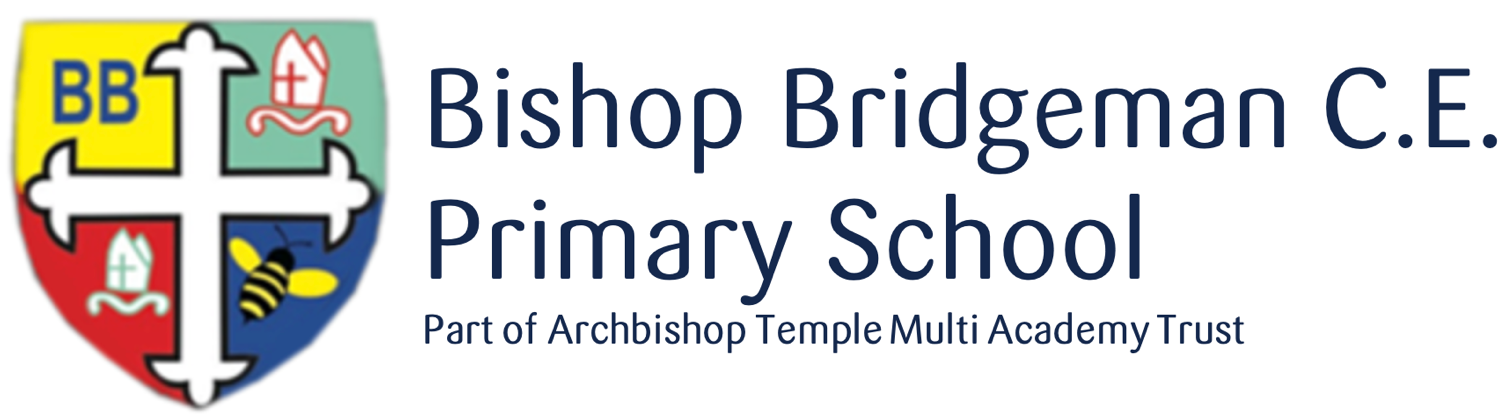 BB
Bishop Bridgeman C.E.
Primary School
Part of Archbishop Temple Multi Academy Trust